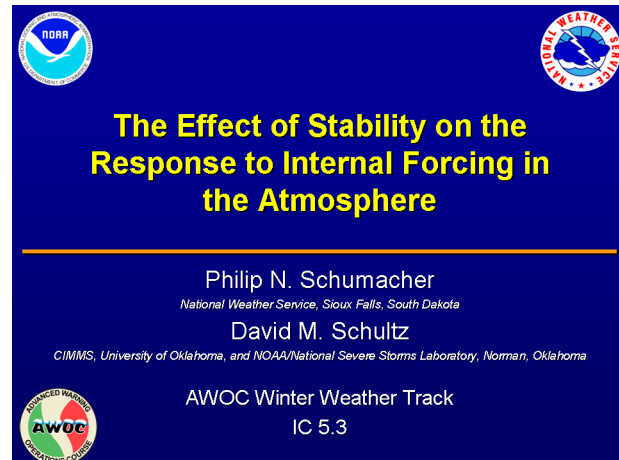 NOAA
NATIONAL WEATHER SERVICE
The Effect of Stability on the
Response to Internal Forcing in
the Atmosphere
Philip N. Schumacher
National Weather Service, Sioux Falls, South Dakota
David M. Schultz
CIMMS, University of Oklahoma, and NOAA/National Severe Storms Laboratory, Norman, Oklahoma
AWOC Winter Weather Track
IC 5.3
ADVANCED WARNING
AWOC
OPERATIONS COURSE